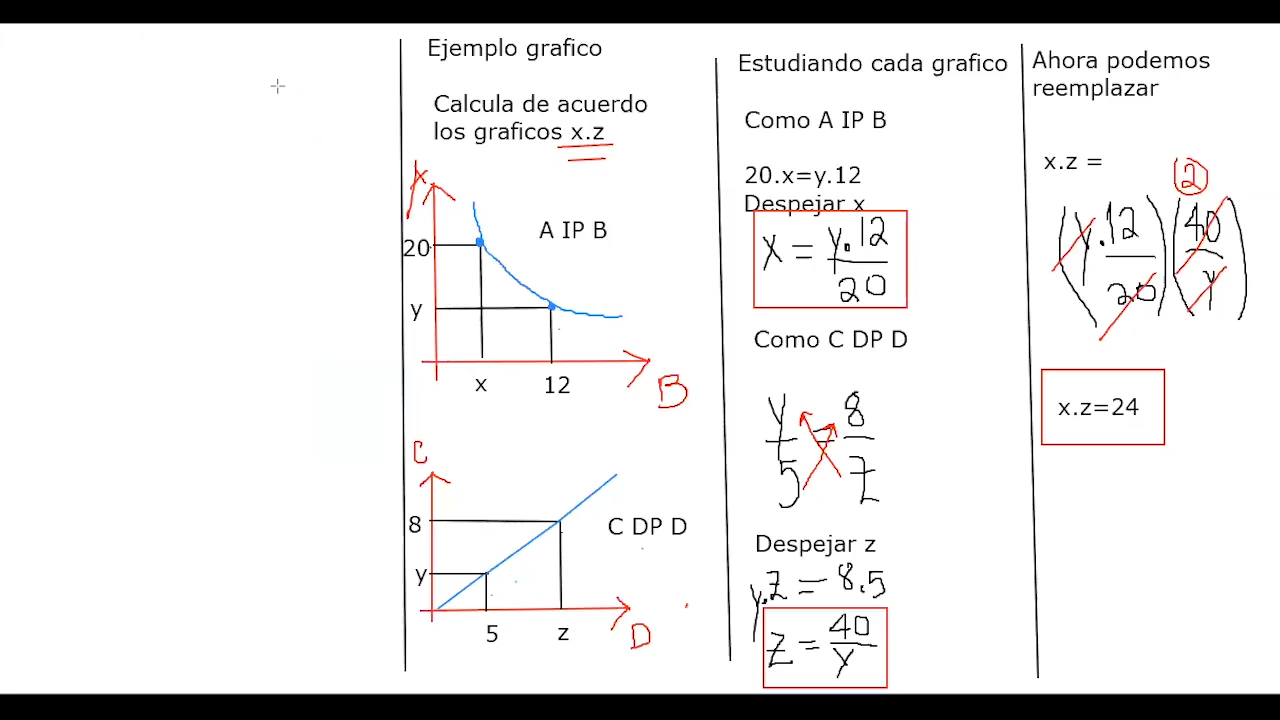 Ejemplo grafico
Calcula de acuerdo
los graficos x.z
A
20
y
A IP B
x
12
B
C
8
y
C DP D
5
z
D
Estudiando cada grafico
Como A IP B
20.x=y.12
Despejar x
x = y.12/20
Como C DP D
y/5 = 8/z
Despejar z
y.z = 8.5
z = 40/y
Ahora podemos
reemplazar
x.z =
2
(y.12/20)(40/y)
x.z=24